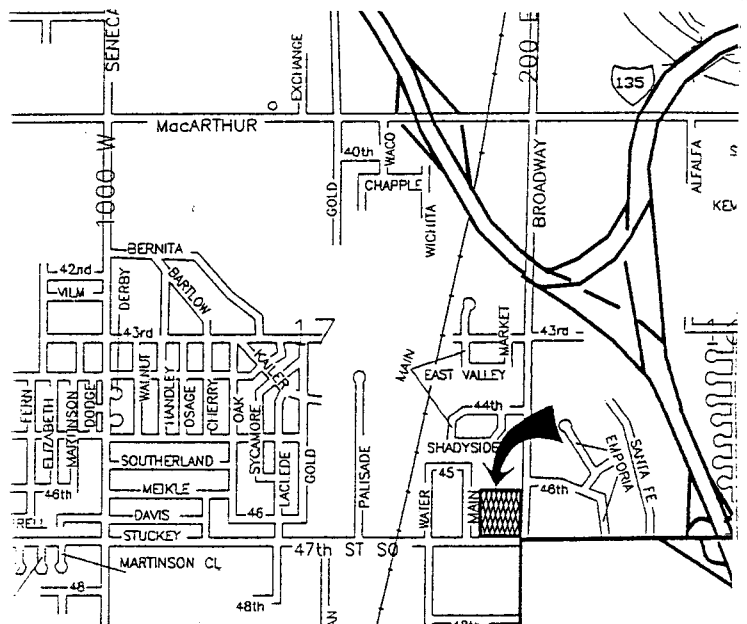 SENECA
EXCHANGE
200 E
135
MacARTHUR
1000 W
40th
WACO
CHAPPLE
GOLD
WICHITA
BROADWAY
ALFALFA
BERNITA
42nd
VILM
DERBY
BARTLOW
43rd
MARKET
43rd
MAIN
EAST VALLEY
KAILER
WALNUT
HANDLEY
OSAGE
CHERRY
OAK
SYCAMORE
FERN
ELIZABETH
MARTINSON
DODGE
44th
SHADYSIDE
SOUTHERLAND
LACLEDE
GOLD
PALISADE
45
EMPORIA
SANTA FE
46th
MEIKLE
46
WATER
MAIN
46th
DAVIS
STUCKEY
47th ST SO
MARTINSON CL
48
48th